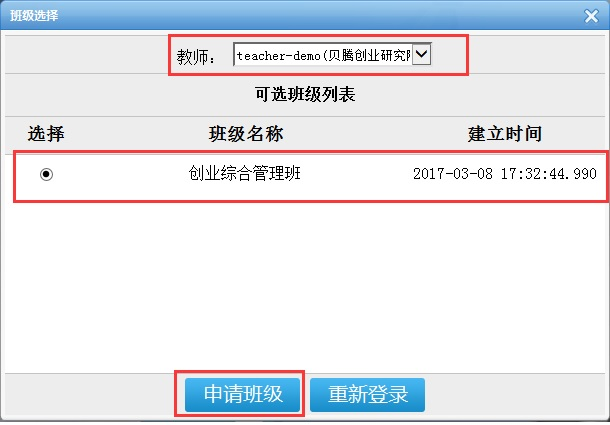 班级选择
教师： teacher-demo(贝腾创业研究
可选班级列表
选择 班级名称 建立时间
创业综合管理班 2017-03-08 17:32:44.990
申请班级 重新登录